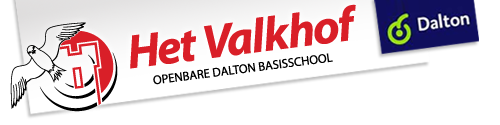 Het Valkhof
OPENBARE DALTON BASISSCHOOL
Dalton